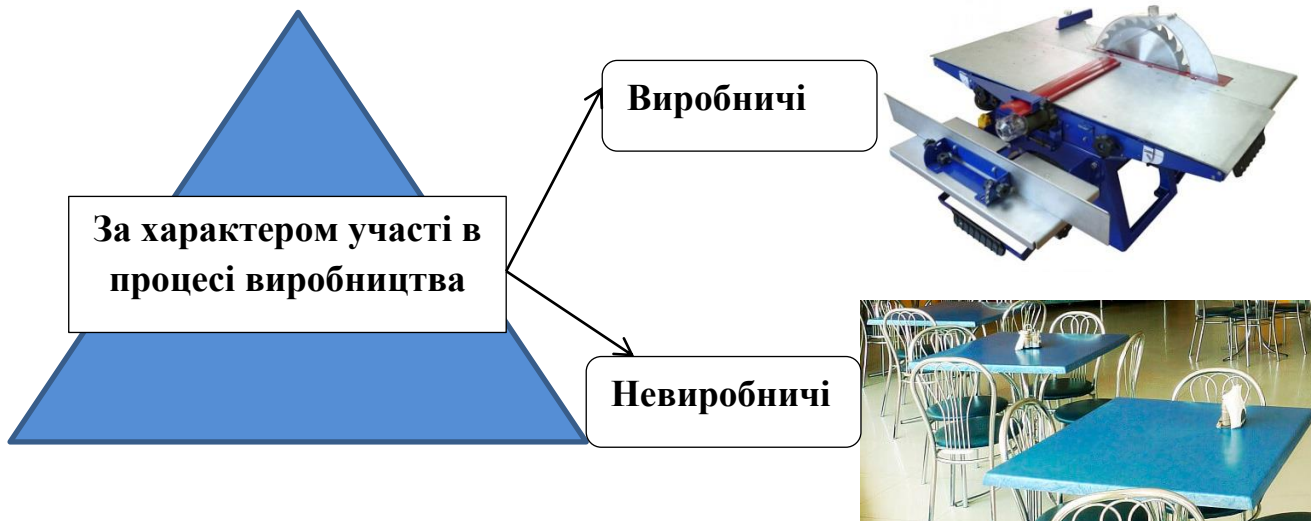 Виробничі
За характером участі в
процесі виробництва
Невиробничі